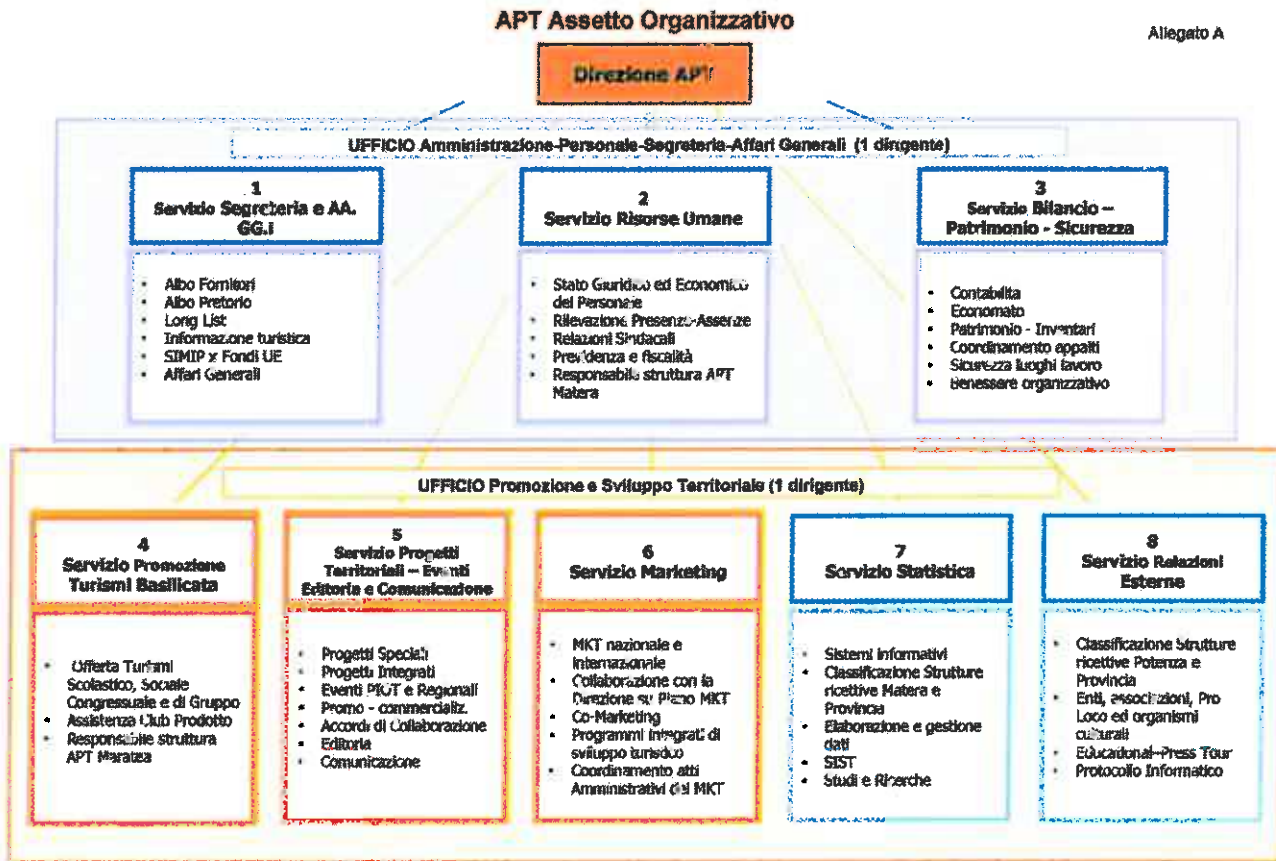 APT Assetto Organizzativo
Allegato A
Direzione APT
UFFICIO Amministrazione-Personale-Segreteria-Affari Generali (1 dirigente)
1
Servizio Segreteria e AA.
GG.i
• Albo Fornitori
• Albo Pretorio
• Long List
• Informazione turistica
• SIMIP x Fondi UE
• Affari Generali
2
Servizio Risorse Umane
• Stato Giuridico ed Economico
del Personale
• Rilevazione Presenze-Assenze
• Relazioni Sindacali
• Previdenza e fiscalità
• Responsabile struttura APT
Matera
3
Servizio Bilancio –
Patrimonio - Sicurezza
• Contabilita
• Economato
• Patrimonio - Inventari
• Coordinamento appalti
• Sicurezza luoghi lavoro
• Benessere organizzativo
UFFICIO Promozione e Sviluppo Territoriale (1 dirigente)
4
Servizio Promozione
Turismi Basilicata
• Offerta Turismi
Scolastico, Sociale
Congressuale e di Gruppo
• Assistenza Club Prodotto
• Responsabile struttura
APT Maratea
5
Servizio Progetti
Territoriali – Eventi
Editoria e Comunicazione
• Progetti Speciali
• Progetti Integrati
• Eventi PIOT e Regionali
• Promo - commercializ.
• Accordi di Collaborazione
• Editoria
• Comunicazione
6
Servizio Marketing
• MKT nazionale e
Internazionale
• Collaborazione con la
Direzione su Piano MKT
• Co-Marketing
• Programmi integrati di
sviluppo turistico
• Coordinamento atti
Amministrativi del MKT
7
Servizio Statistica
• Sistemi informativi
• Classificazione Strutture
ricettive Matera e
Provincia
• Elaborazione e gestione
dati
• SIST
• Studi e Ricerche
8
Servizio Relazioni
Esterne
• Classificazione Strutture
ricettive Potenza e
Provincia
• Enti, associazioni, Pro
Loco ed organismi
culturali
• Educational-Press Tour
• Protocollo Informatico